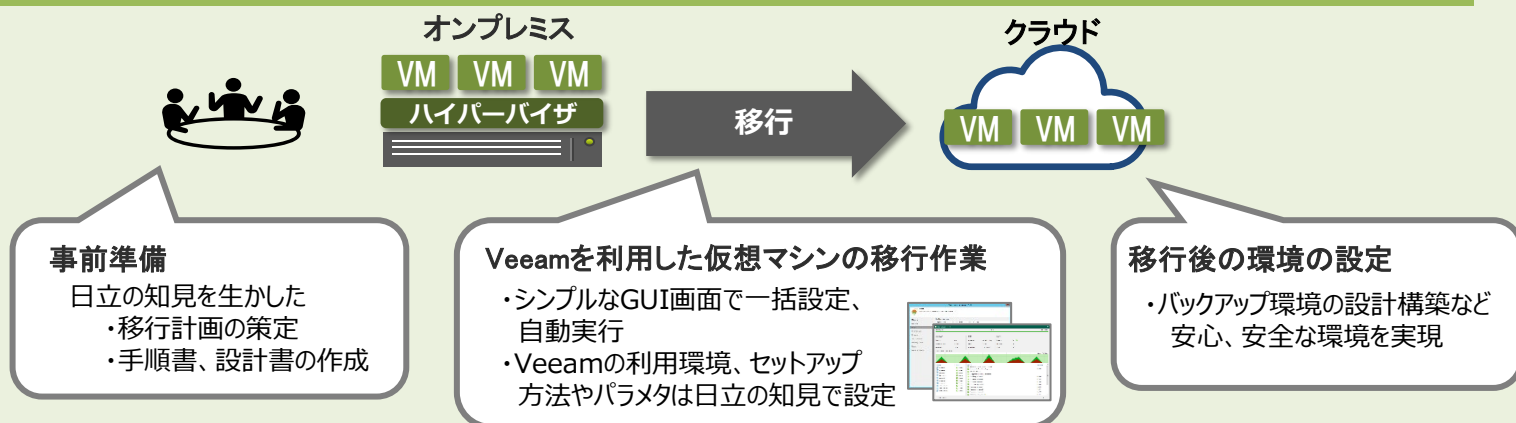 オンプレミス
クラウド
VM VM VM
ハイパーバイザ
移行
VM VM VM
事前準備
日立の知見を生かした
・移行計画の策定
・手順書、設計書の作成
Veeamを利用した仮想マシンの移行作業
・シンプルなGUI画面で一括設定、
自動実行
・Veeamの利用環境、セットアップ
方法やパラメタは日立の知見で設定
移行後の環境の設定
・バックアップ環境の設計構築など
安心、安全な環境を実現